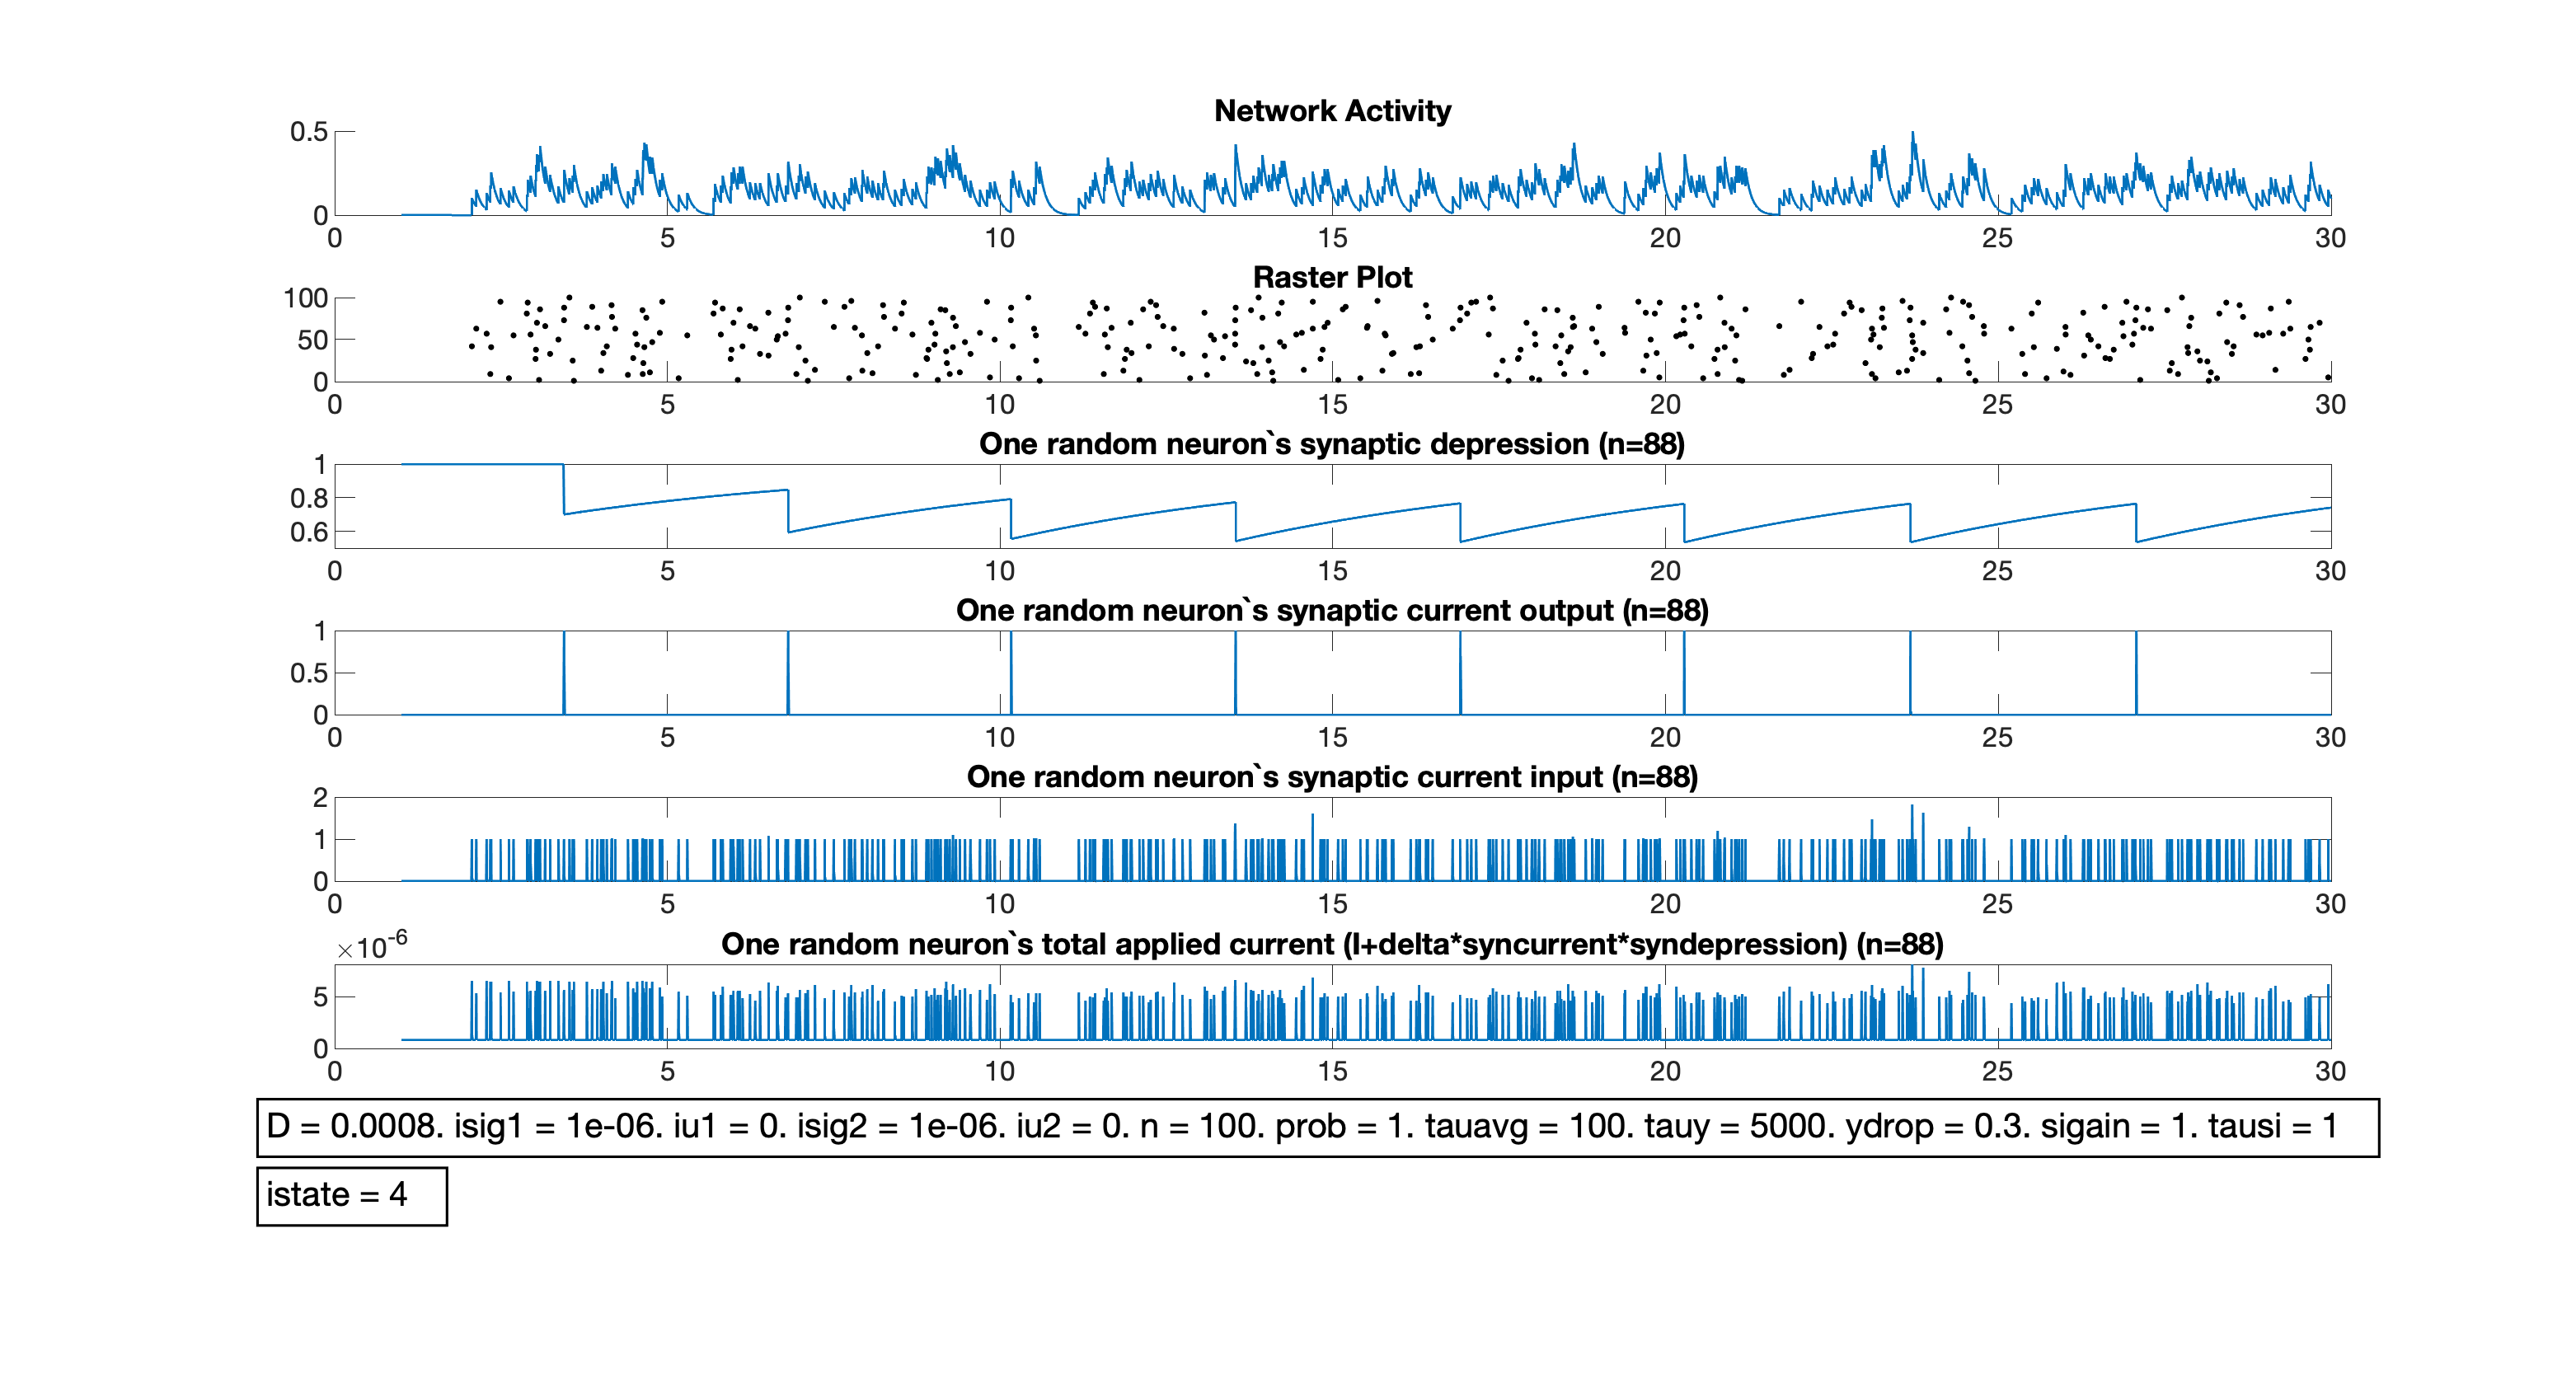 Network Activity
0.5
0
0 5 10 15 20 25 30
Raster Plot
100
50
0
0 5 10 15 20 25 30
One random neuron`s synaptic depression (n=88)
1
0.8
0.6
0 5 10 15 20 25 30
One random neuron`s synaptic current output (n=88)
1
0.5
0
0 5 10 15 20 25 30
One random neuron`s synaptic current input (n=88)
2
1
0
0 5 10 15 20 25 30
×10-6 One random neuron`s total applied current (I+delta*syncurrent*syndepression) (n=88)
5
0
0 5 10 15 20 25 30
D = 0.0008. isig1 = 1e-06. iu1 = 0. isig2 = 1e-06. iu2 = 0. n = 100. prob = 1. tauavg = 100. tauy = 5000. ydrop = 0.3. sigain = 1. tausi = 1
istate = 4